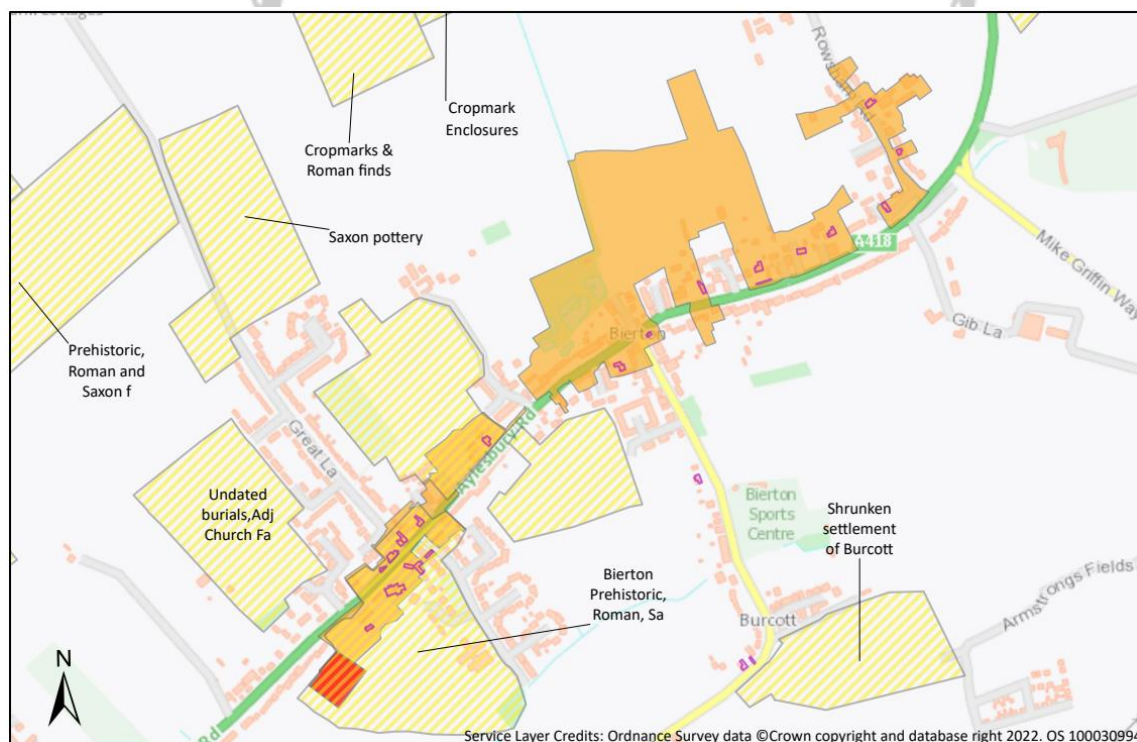 Cropmark
Enclosures
Cropmarks &
Roman finds
Saxon pottery
Prehistoric,
Roman and
Saxon f
Undated
burials,Adj
Church Fa
Bierton
Prehistoric,
Roman, Sa
Shrunken
settlement
of Burcott
Bierton
Bierton
Sports
Centre
Burcott
A418
Mike Griffin Way
Gib La
Great La
Aylesbury Rd
Armstrongs Fields
Rd
N
Service Layer Credits: Ordnance Survey data ©Crown copyright and database right 2022. OS 100030994